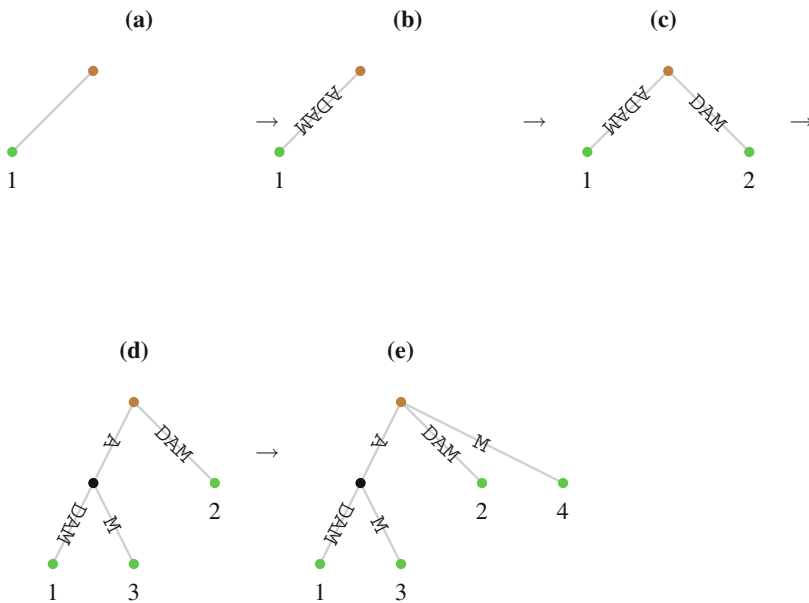 (a) (b) (c)
→ ADAM → ADAM DAM →
1 1 1 2
(d) (e)
A DAM → A DAM M
2 2 4
DAM M DAM M
1 3 1 3